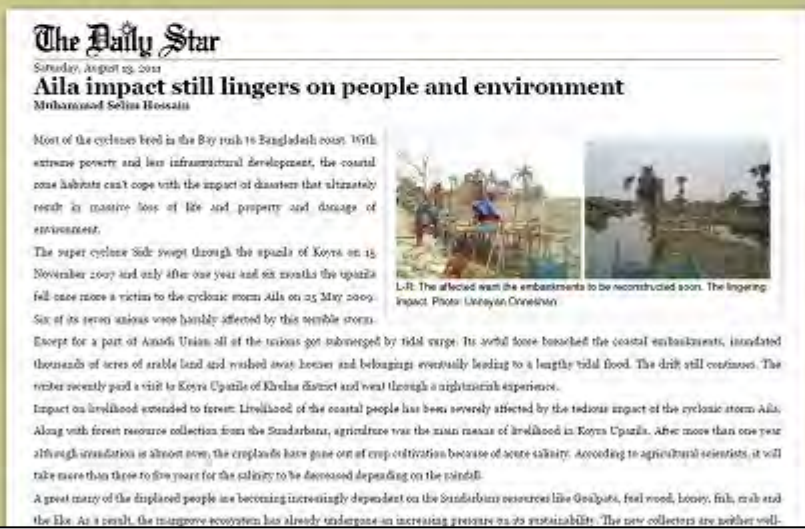 The Daily Star
Saturday, August 13, 2011
Aila impact still lingers on people and environment
Muhammad Selim Hossain
Most of the cyclones breed in the Bay rush to Bangladesh coast. With
extreme poverty and less infrastructural development, the coastal
zone habitats can't cope with the impact of disasters that ultimately
result in massive loss of life and property and damage of
environment.
The super cyclone Sidr swept through the upazila of Koyra on 15
November 2007 and only after one year and six months the upazila
fell once more a victim to the cyclonic storm Aila on 25 May 2009.
Six of its seven unions were harshly affected by this terrible storm.
L-R: The affected want the embankments to be reconstructed soon. The lingering
impact. Photo: Unnayan Onneshan
Except for a part of Amadi Union all of the unions got submerged by tidal surge. Its awful force breached the coastal embankments, inundated
thousands of acres of arable land and washed away houses and belongings eventually leading to a lengthy tidal flood. The drift still continues. The
writer recently paid a visit to Koyra Upazila of Khulna district and went through a nightmarish experience.
Impact on livelihood extended to forest: Livelihood of the coastal people has been severely affected by the tedious impact of the cyclonic storm Aila.
Along with forest resource collection from the Sundarbans, agriculture was the main means of livelihood in Koyra Upazila. After more than one year
although inundation is almost over, the croplands have gone out of crop cultivation because of acute salinity. According to agricultural scientists, it will
take more than three to five years for the salinity to be decreased depending on the rainfall.
A great many of the displaced people are becoming increasingly dependent on the Sundarbans resources like Goalpata, fuel wood, honey, fish, crab and
the like. As a result, the mangrove ecosystem has already undergone an increasing pressure on its sustainability. The new collectors are neither well-